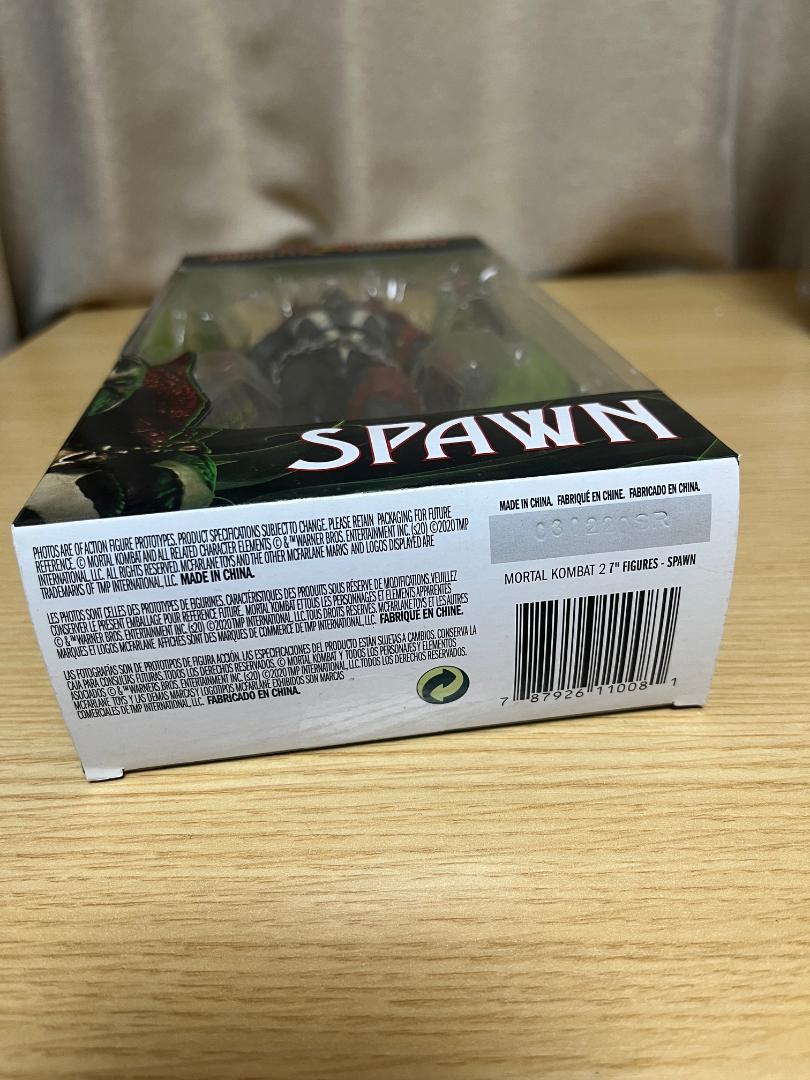 SPAWN
PHOTOS ARE OF ACTION FIGURE PROTOTYPES. PRODUCT SPECIFICATIONS SUBJECT TO CHANGE. PLEASE RETAIN PACKAGING FOR FUTURE
REFERENCE. © MORTAL KOMBAT AND ALL RELATED CHARACTER ELEMENTS © & ™ WARNER BROS. ENTERTAINMENT INC. (s20) ©2020 TMP
INTERNATIONAL, LLC. ALL RIGHTS RESERVED. MCFARLANE TOYS AND THE OTHER MCFARLANE MARKS AND LOGOS DISPLAYED ARE
TRADEMARKS OF TMP INTERNATIONAL, LLC. MADE IN CHINA.
LES PHOTOS SONT CELLES DES PROTOTYPES DE FIGURINES. CARACTÉRISTIQUES DES PRODUITS SOUS RÉSERVE DE MODIFICATIONS. VEUILLEZ
CONSERVER LE PRÉSENT EMBALLAGE POUR RÉFÉRENCE FUTURE. MORTAL KOMBAT ET TOUS LES PERSONNAGES ET ÉLÉMENTS APPARENTÉS
© & ™ WARNER BROS. ENTERTAINMENT INC. (s20) ©2020 TMP INTERNATIONAL, LLC. TOUS DROITS RÉSERVÉS. MCFARLANE TOYS ET LES AUTRES
MARQUES ET LOGOS MCFARLANE AFFICHÉS SONT DES MARQUES DE COMMERCE DE TMP INTERNATIONAL, LLC. FABRIQUÉ EN CHINE.
LAS FOTOGRAFÍAS SON DE PROTOTIPOS DE FIGURA ACCIÓN. LAS ESPECIFICACIONES DEL PRODUCTO ESTÁN SUJETAS A CAMBIOS. CONSERVA LA
CAJA PARA CONSULTAS FUTURAS. TODOS LOS DERECHOS RESERVADOS. © MORTAL KOMBAT Y TODOS LOS PERSONAJES Y ELEMENTOS
ASOCIADOS © & ™ WARNERS BROS. ENTERTAINMENT INC. (s20) ©2020 TMP INTERNATIONAL, LLC. TODOS LOS DERECHOS RESERVADOS.
MCFARLANE TOYS Y LAS DEMÁS MARCAS Y LOGOTIPOS MCFARLANE EXHIBIDOS SON MARCAS
COMERCIALES DE TMP INTERNATIONAL, LLC. FABRICADO EN CHINA.
MADE IN CHINA. FABRIQUÉ EN CHINE. FABRICADO EN CHINA.
MORTAL KOMBAT 2 7" FIGURES - SPAWN
7 87926 11008 1